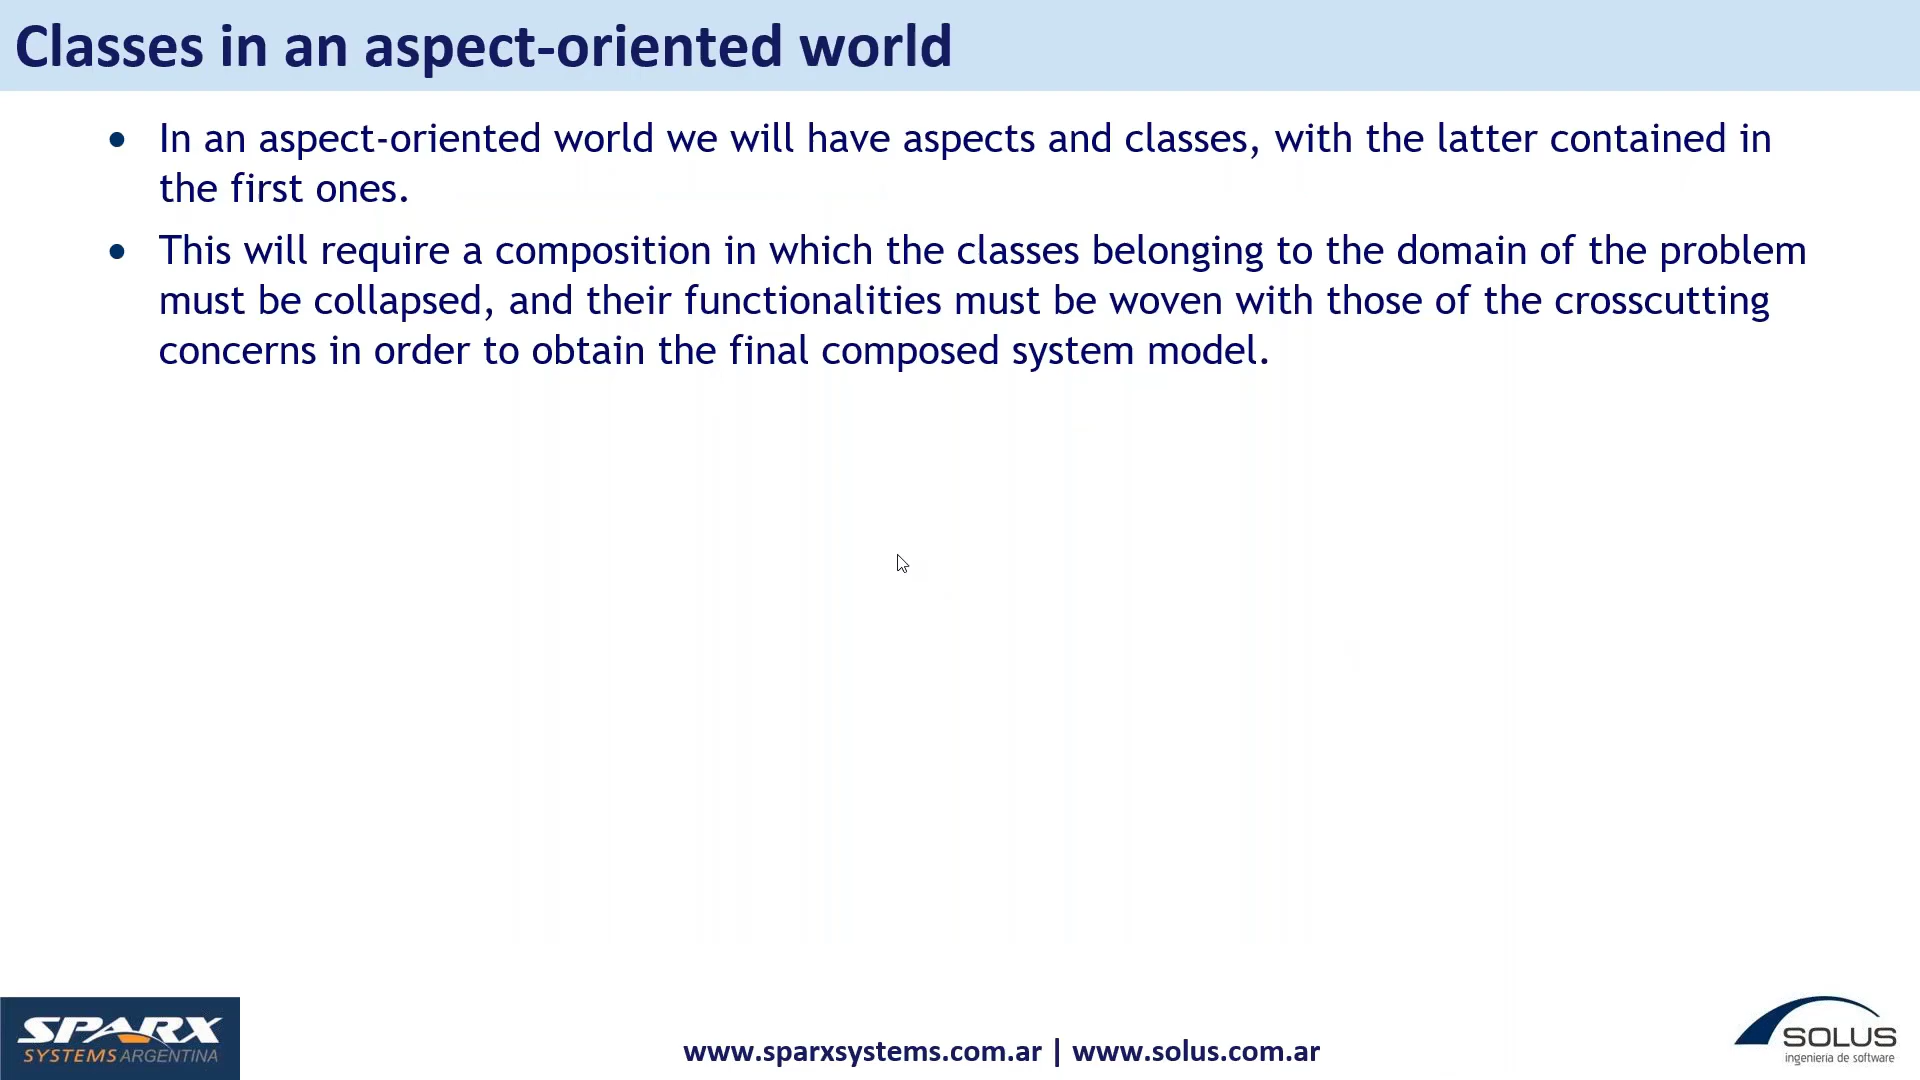 Classes in an aspect-oriented world
• In an aspect-oriented world we will have aspects and classes, with the latter contained in
the first ones.
• This will require a composition in which the classes belonging to the domain of the problem
must be collapsed, and their functionalities must be woven with those of the crosscutting
concerns in order to obtain the final composed system model.
SPARX
SYSTEMS ARGENTINA
www.sparxsystems.com.ar | www.solus.com.ar
SOLUS
ingeniería de software